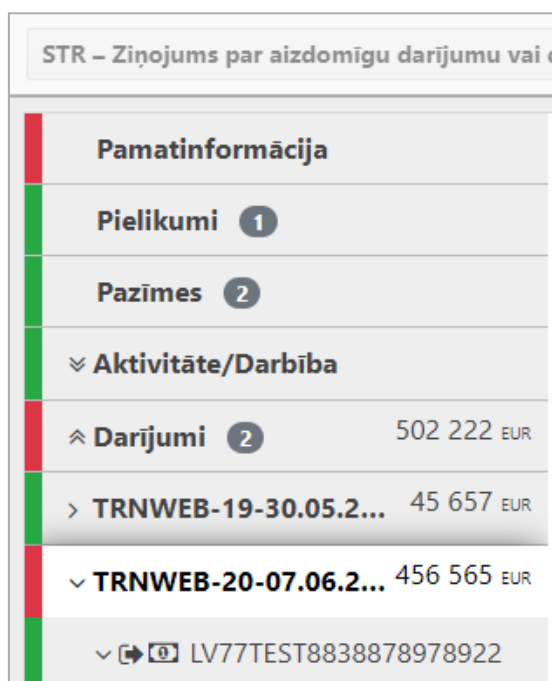 STR – Ziņojums par aizdomīgu darījumu vai
Pamatinformācija
Pielikumi 1
Pazīmes 2
Aktivitāte/Darbība
Darījumi 2 502 222 EUR
TRNWEB-19-30.05.2... 45 657 EUR
TRNWEB-20-07.06.2... 456 565 EUR
LV77TEST8838878978922